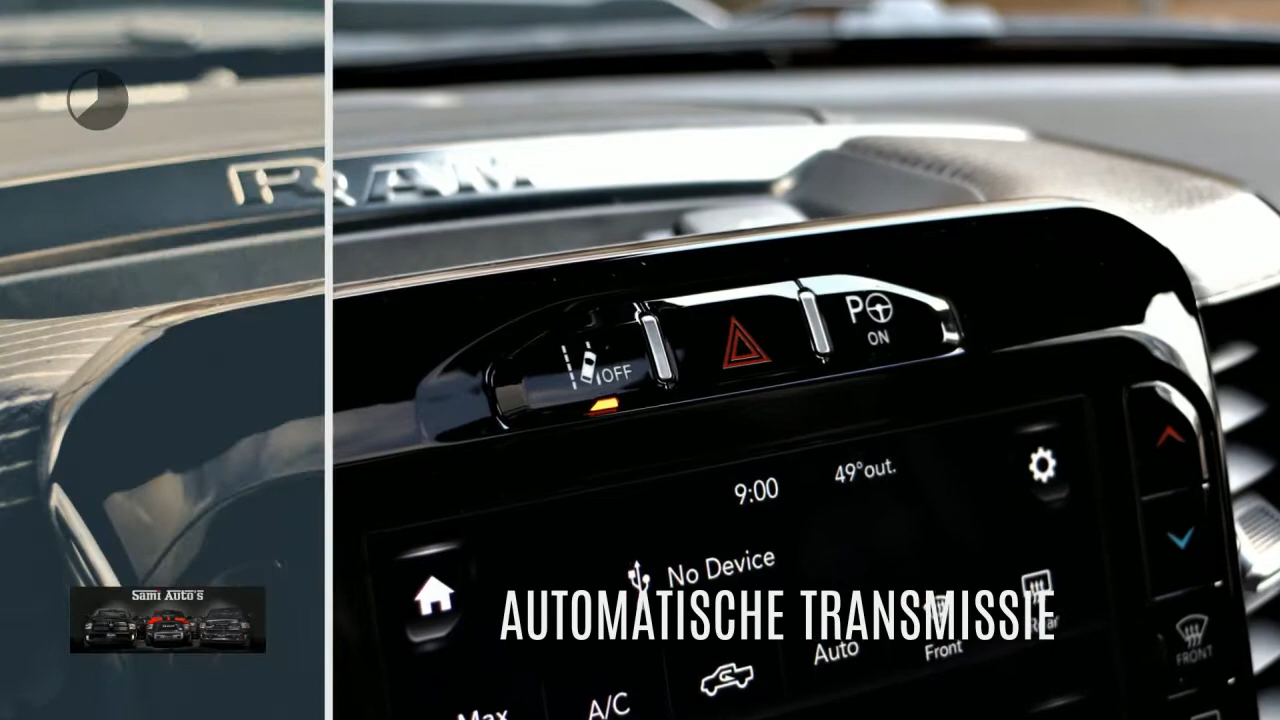 RAM
P
ON
OFF
9:00
49°out.
No Device
AUTOMATISCHE TRANSMISSIE
Rear
Auto
Front
A/C
Max
FRONT
Sami Auto's